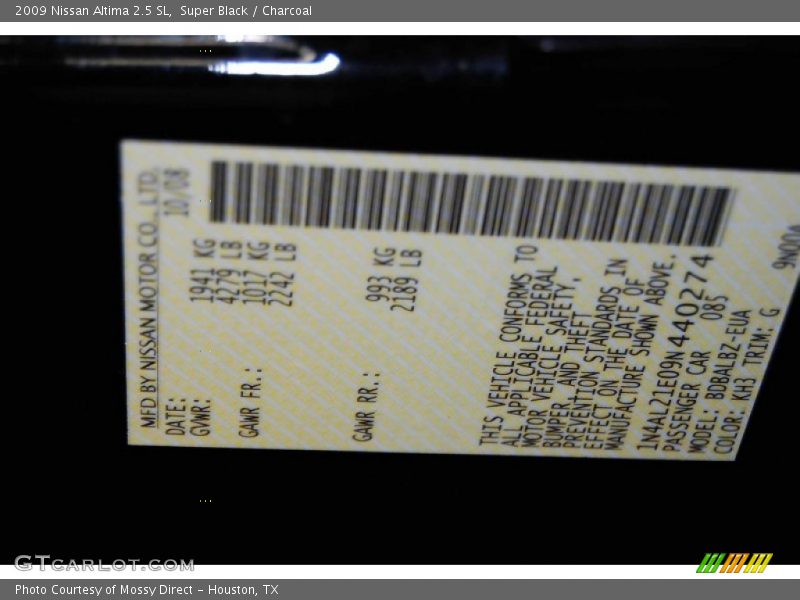 2009 Nissan Altima 2.5 SL,  Super Black / Charcoal
MFD BY NISSAN MOTOR CO., LTD.
DATE: 10/08
GVWR: 1941 KG
4279 LB
GAWR FR.: 1017 KG
2242 LB
GAWR RR.: 993 KG
2189 LB
THIS VEHICLE CONFORMS TO
ALL APPLICABLE FEDERAL
MOTOR VEHICLE SAFETY,
BUMPER, AND THEFT
PREVENTION STANDARDS IN
EFFECT ON THE DATE OF
MANUFACTURE SHOWN ABOVE.
1N4AL21E09N440274
PASSENGER CAR 085
MODEL: BDBALBZ-EUA
COLOR: KH3 TRIM: G
9N00A
GTCARLOT.COM
Photo Courtesy of Mossy Direct – Houston, TX